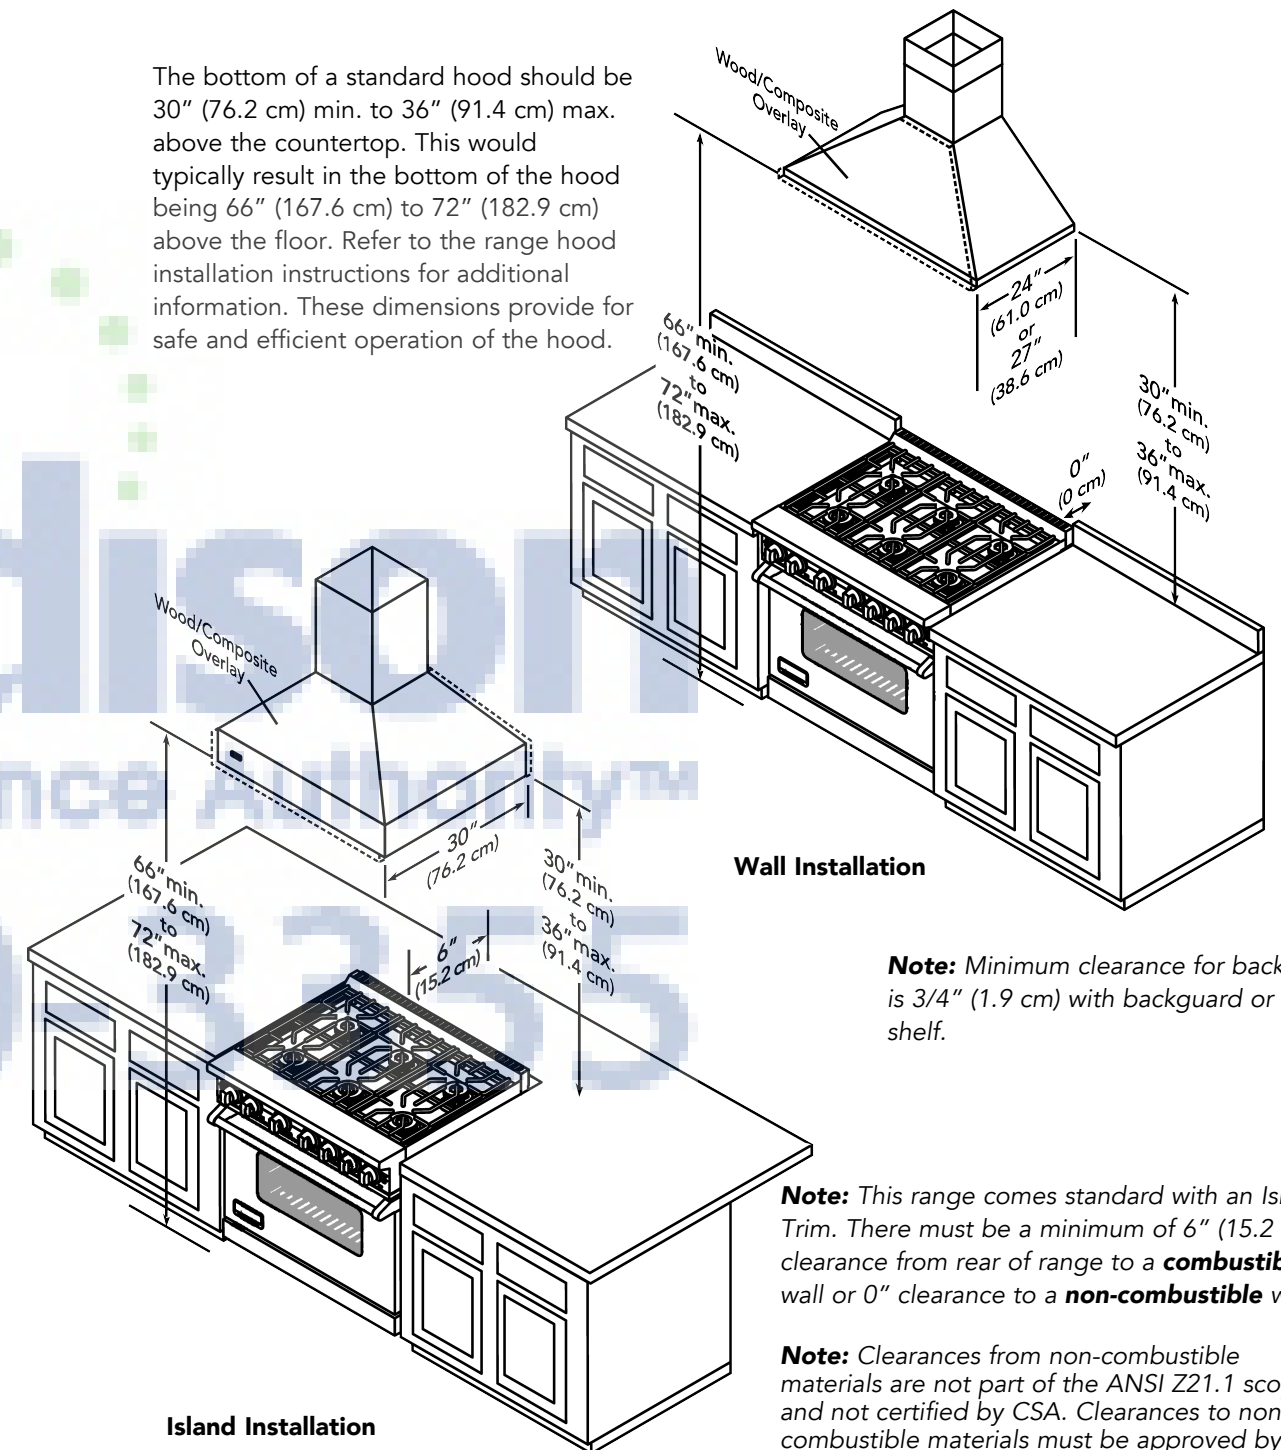 The bottom of a standard hood should be
30” (76.2 cm) min. to 36” (91.4 cm) max.
above the countertop. This would
typically result in the bottom of the hood
being 66” (167.6 cm) to 72” (182.9 cm)
above the floor. Refer to the range hood
installation instructions for additional
information. These dimensions provide for
safe and efficient operation of the hood.
Wood/Composite
Overlay
66” min.
(167.6 cm)
to
72” max.
(182.9 cm)
24”
(61.0 cm)
or
27”
(38.6 cm)
30” min.
(76.2 cm)
to
36” max.
(91.4 cm)
0”
(0 cm)
Wall Installation
Wood/Composite
Overlay
66” min.
(167.6 cm)
to
72” max.
(182.9 cm)
30”
(76.2 cm)
30” min.
(76.2 cm)
to
36” max.
(91.4 cm)
6”
(15.2 cm)
Island Installation
Note: Minimum clearance for back
is 3/4” (1.9 cm) with backguard or
shelf.
Note: This range comes standard with an Isl
Trim. There must be a minimum of 6” (15.2
clearance from rear of range to a combustib
wall or 0” clearance to a non-combustible w
Note: Clearances from non-combustible
materials are not part of the ANSI Z21.1 sco
and not certified by CSA. Clearances to non
combustible materials must be approved by
dison
nce Authority™
-3355